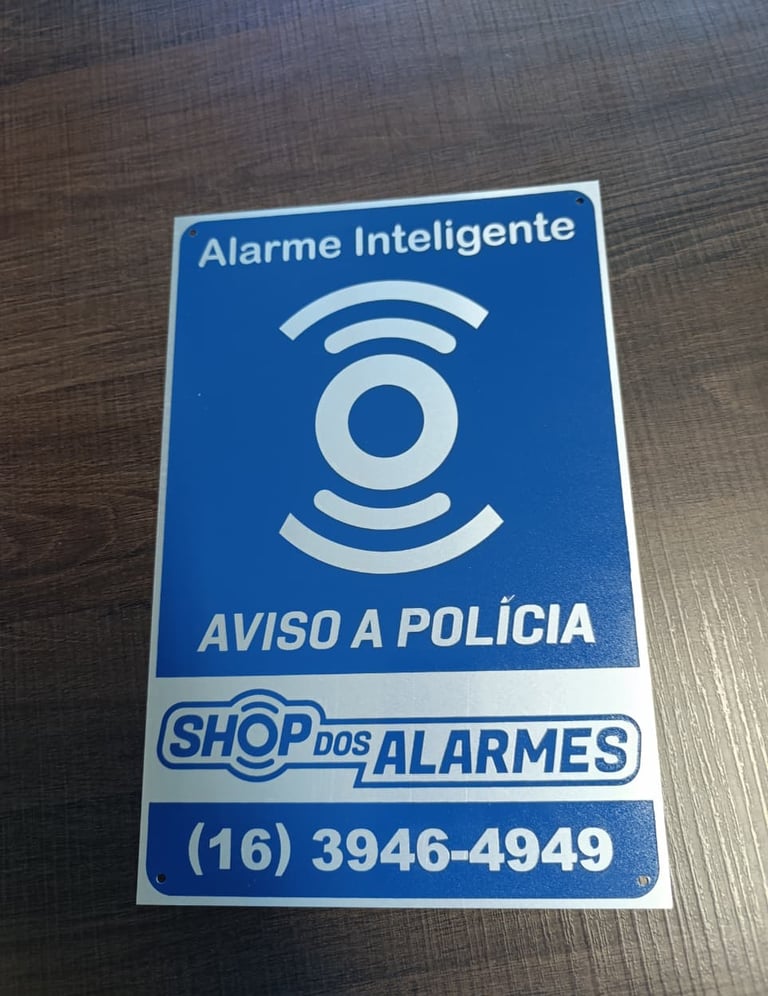 Alarme Inteligente
AVISO A POLÍCIA
SHOP DOS ALARMES
(16) 3946-4949